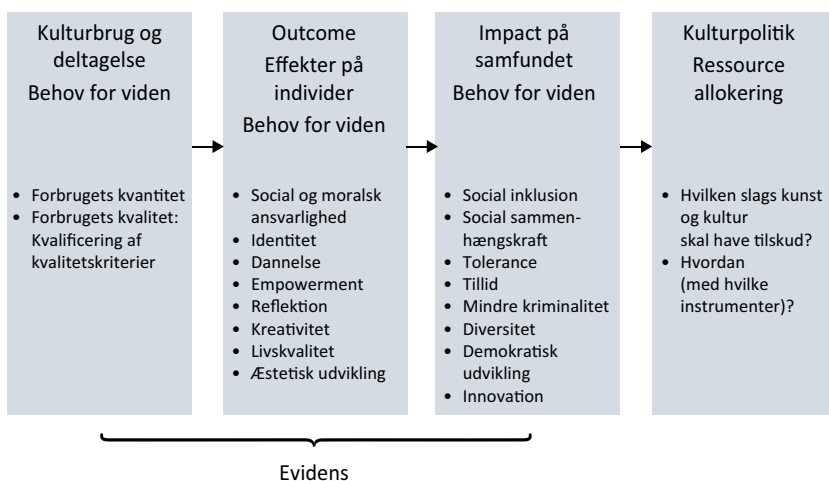 Kulturbrug og
deltagelse
Behov for viden
• Forbrugets kvantitet
• Forbrugets kvalitet:
Kvalificering af
kvalitetskriterier
Outcome
Effekter på
individer
Behov for viden
• Social og moralsk
ansvarlighed
• Identitet
• Dannelse
• Empowerment
• Reflektion
• Kreativitet
• Livskvalitet
• Æstetisk udvikling
Impact på
samfundet
Behov for viden
• Social inklusion
• Social sammen-
hængskraft
• Tolerance
• Tillid
• Mindre kriminalitet
• Diversitet
• Demokratisk
udvikling
• Innovation
Kulturpolitik
Ressource
allokering
• Hvilken slags kunst
og kultur
skal have tilskud?
• Hvordan
(med hvilke
instrumenter)?
Evidens